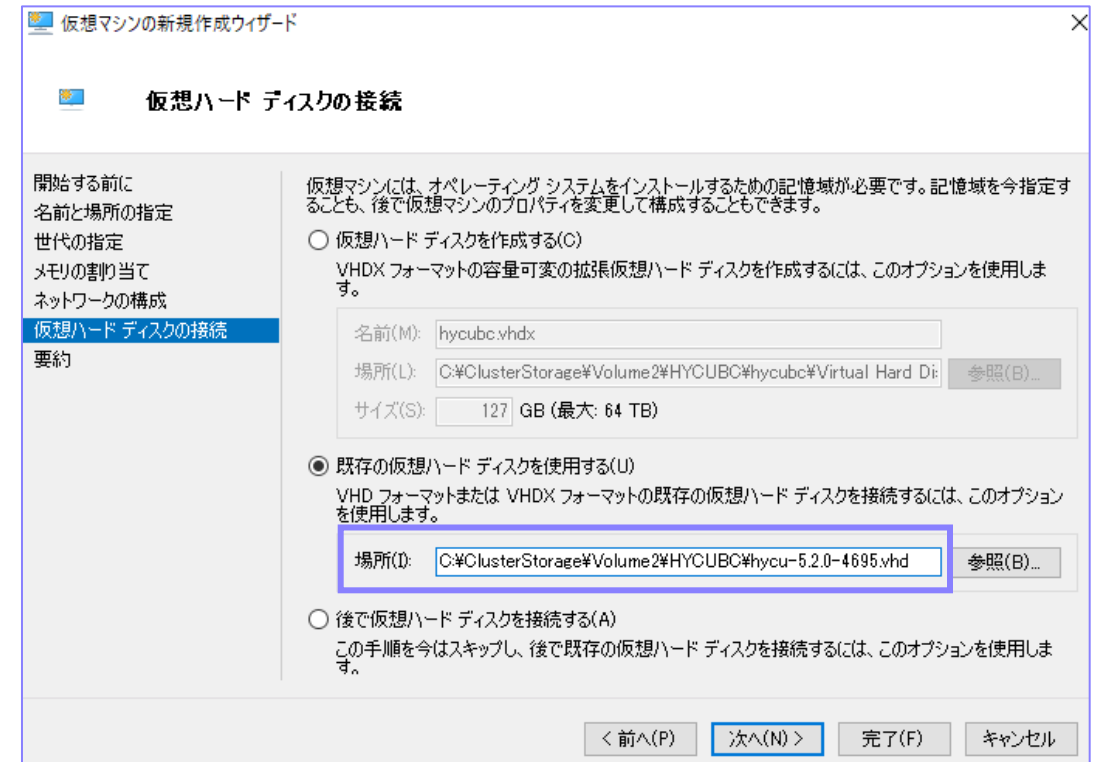 仮想マシンの新規作成ウィザード
仮想ハード ディスクの接続
開始する前に
名前と場所の指定
世代の指定
メモリの割り当て
ネットワークの構成
仮想ハード ディスクの接続
要約
仮想マシンには、オペレーティング システムをインストールするための記憶域が必要です。記憶域を今指定す
ることも、後で仮想マシンのプロパティを変更して構成することもできます。
仮想ハード ディスクを作成する(C)
VHDX フォーマットの容量可変の拡張仮想ハード ディスクを作成するには、このオプションを使用しま
す。
名前(M): hycubc.vhdx
場所(L): C:¥ClusterStorage¥Volume2¥HYCUBC¥hycubc¥Virtual Hard Di 参照(B)...
サイズ(S): 127 GB (最大: 64 TB)
既存の仮想ハード ディスクを使用する(U)
VHD フォーマットまたは VHDX フォーマットの既存の仮想ハード ディスクを接続するには、このオプション
を使用します。
場所(I): C:¥ClusterStorage¥Volume2¥HYCUBC¥hycu-5.2.0-4695.vhd 参照(B)...
後で仮想ハード ディスクを接続する(A)
この手順を今はスキップし、後で既存の仮想ハード ディスクを接続するには、このオプションを使用しま
す。
< 前へ(P) 次へ(N) > 完了(F) キャンセル